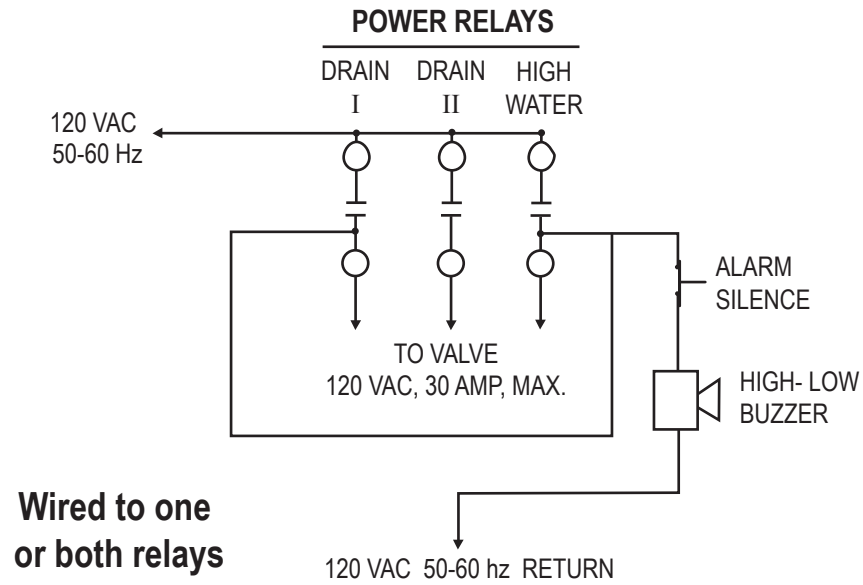 POWER RELAYS
DRAIN
I
DRAIN
II
HIGH
WATER
120 VAC
50-60 Hz
ALARM
SILENCE
TO VALVE
120 VAC, 30 AMP, MAX.
HIGH- LOW
BUZZER
Wired to one
or both relays
120 VAC 50-60 hz RETURN